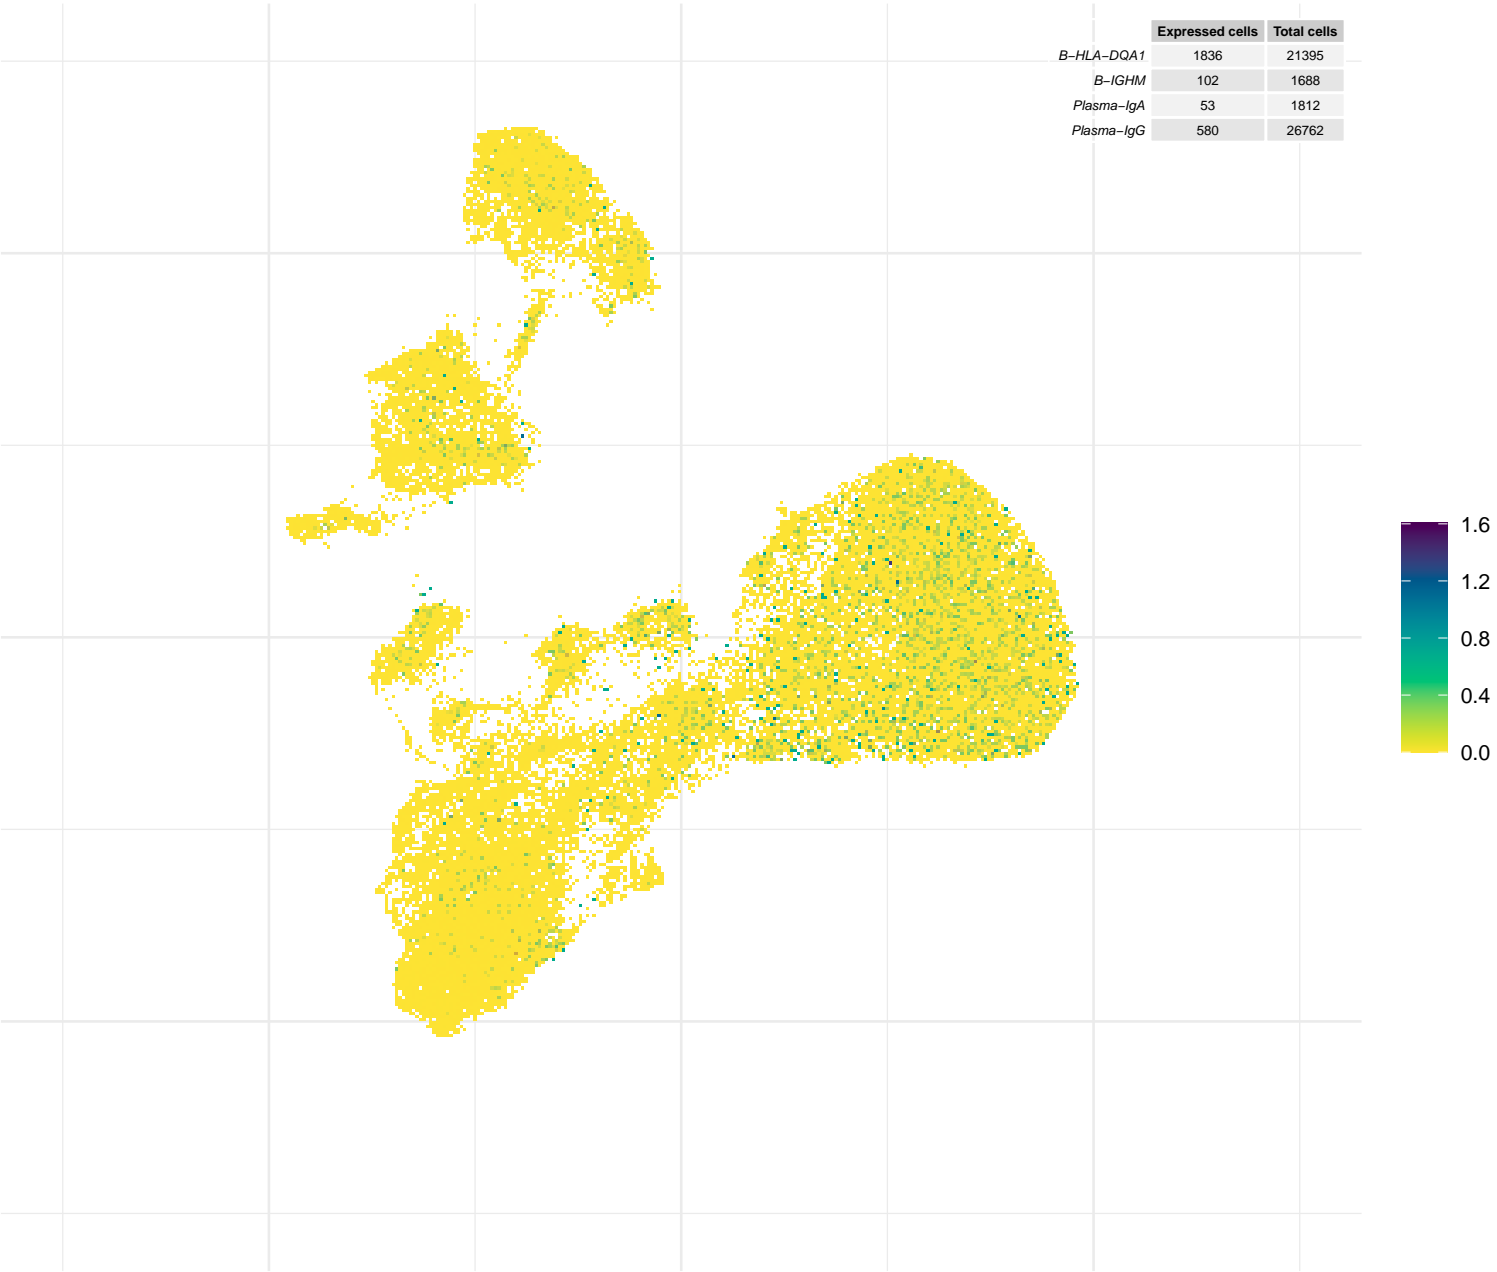 Expressed cells Total cells
B−HLA−DQA1 1836 21395
B−IGHM 102 1688
Plasma−IgA 53 1812
Plasma−IgG 580 26762
1.6
1.2
0.8
0.4
0.0